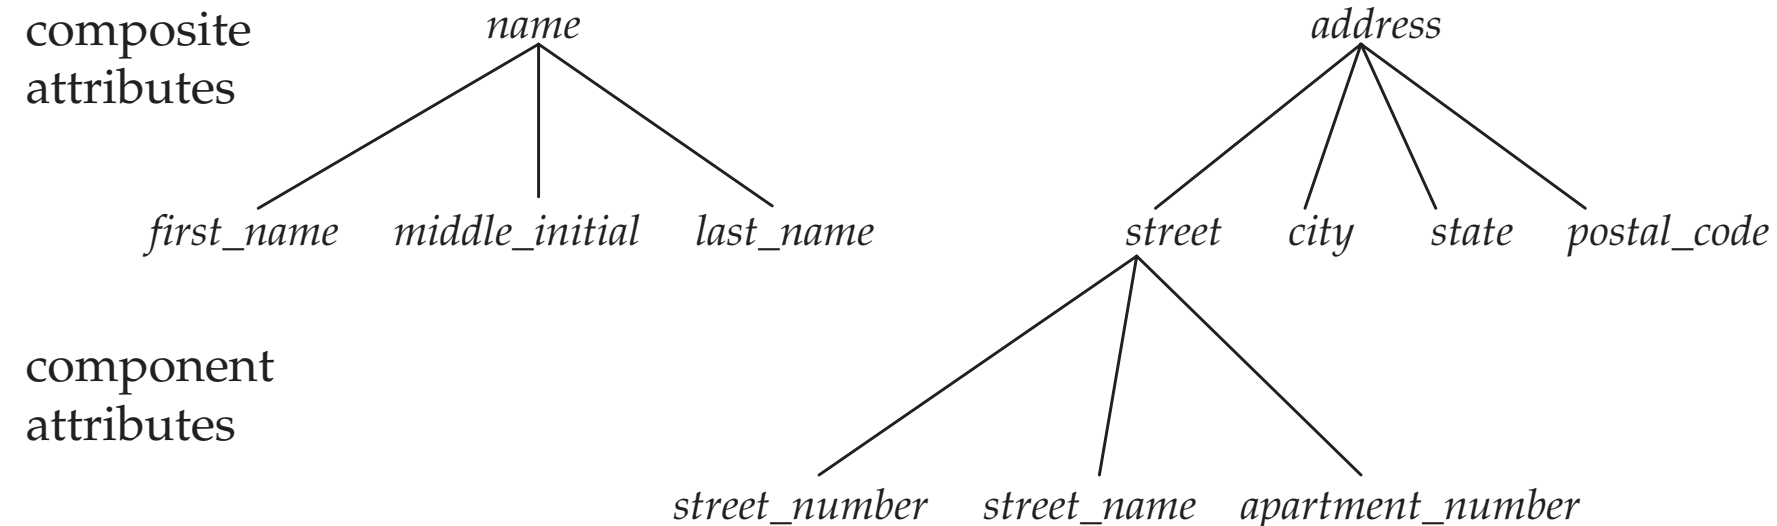 composite
attributes
name
address
first_name middle_initial last_name
street city state postal_code
component
attributes
street_number street_name apartment_number